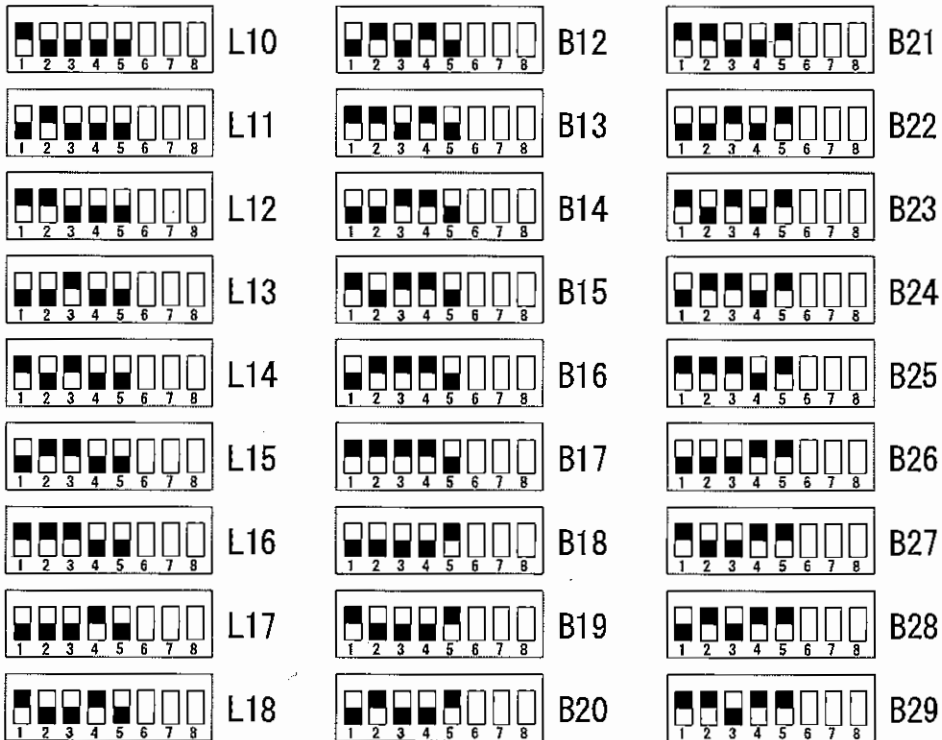 1 2 3 4 5 6 7 8 L10 1 2 3 4 5 6 7 8 B12 1 2 3 4 5 6 7 8 B21
1 2 3 4 5 6 7 8 L11 1 2 3 4 5 6 7 8 B13 1 2 3 4 5 6 7 8 B22
1 2 3 4 5 6 7 8 L12 1 2 3 4 5 6 7 8 B14 1 2 3 4 5 6 7 8 B23
1 2 3 4 5 6 7 8 L13 1 2 3 4 5 6 7 8 B15 1 2 3 4 5 6 7 8 B24
1 2 3 4 5 6 7 8 L14 1 2 3 4 5 6 7 8 B16 1 2 3 4 5 6 7 8 B25
1 2 3 4 5 6 7 8 L15 1 2 3 4 5 6 7 8 B17 1 2 3 4 5 6 7 8 B26
1 2 3 4 5 6 7 8 L16 1 2 3 4 5 6 7 8 B18 1 2 3 4 5 6 7 8 B27
1 2 3 4 5 6 7 8 L17 1 2 3 4 5 6 7 8 B19 1 2 3 4 5 6 7 8 B28
1 2 3 4 5 6 7 8 L18 1 2 3 4 5 6 7 8 B20 1 2 3 4 5 6 7 8 B29